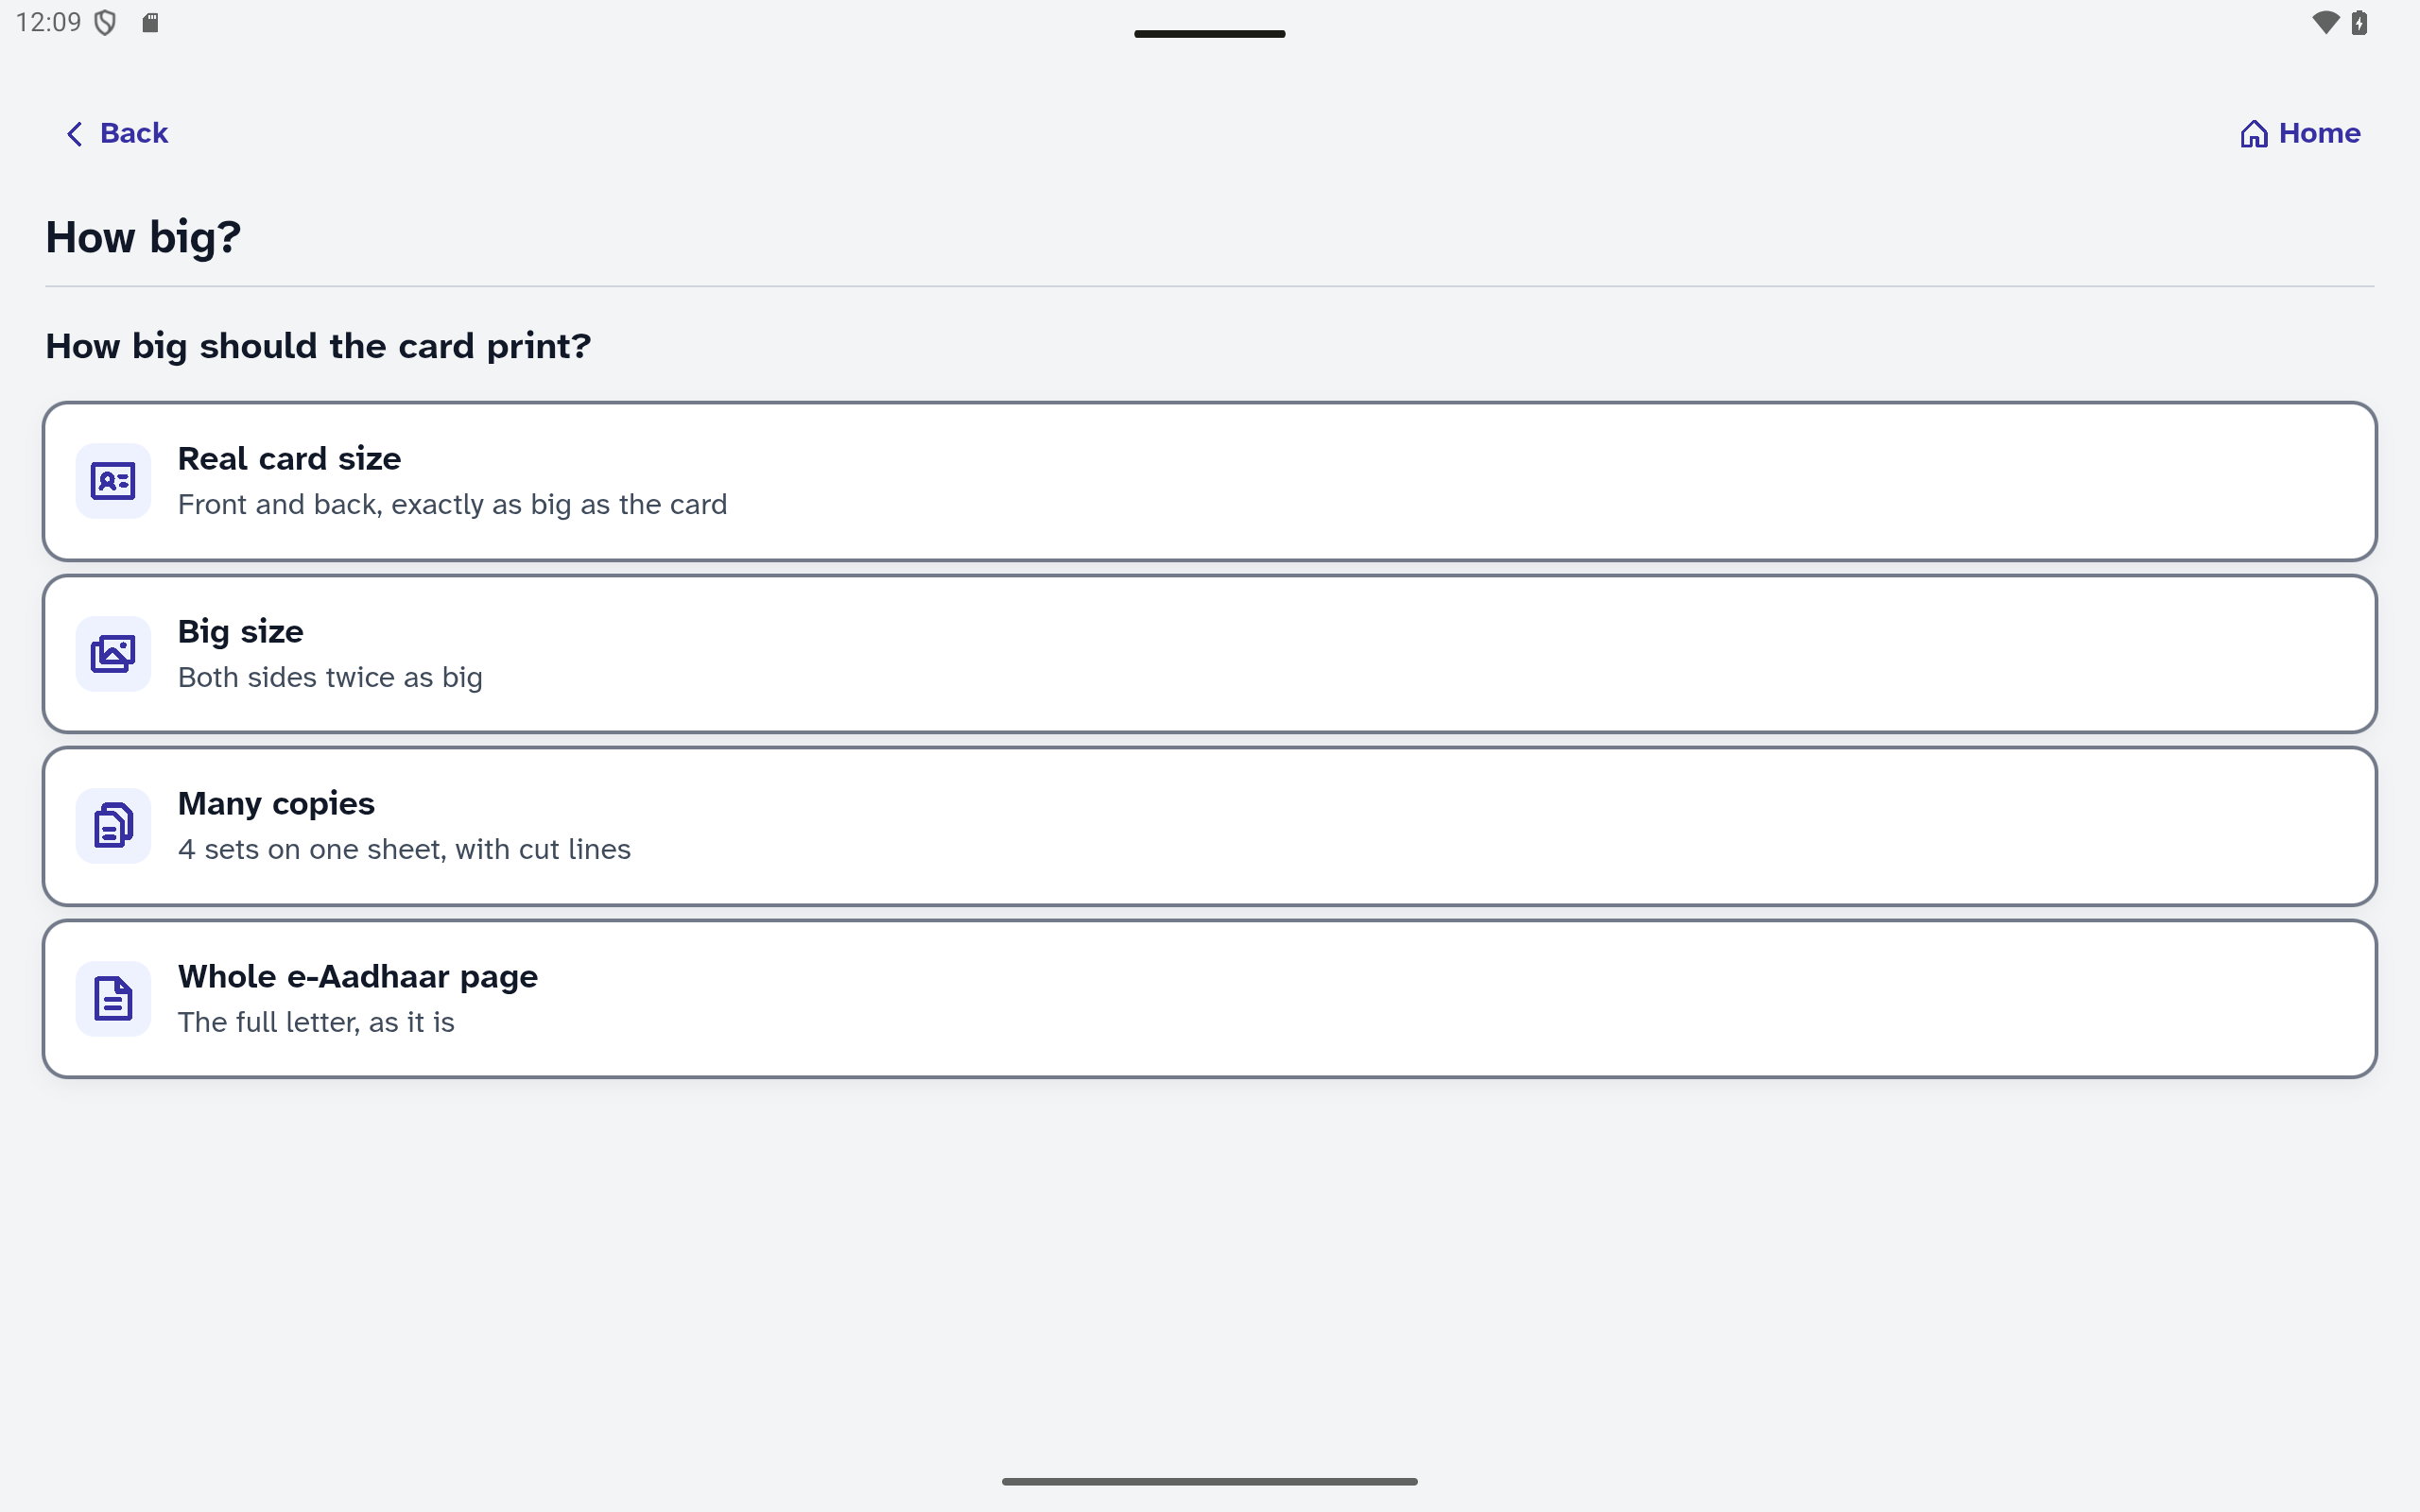 12:09
Back
Home
How big?
How big should the card print?
Real card size
Front and back, exactly as big as the card
Big size
Both sides twice as big
Many copies
4 sets on one sheet, with cut lines
Whole e-Aadhaar page
The full letter, as it is